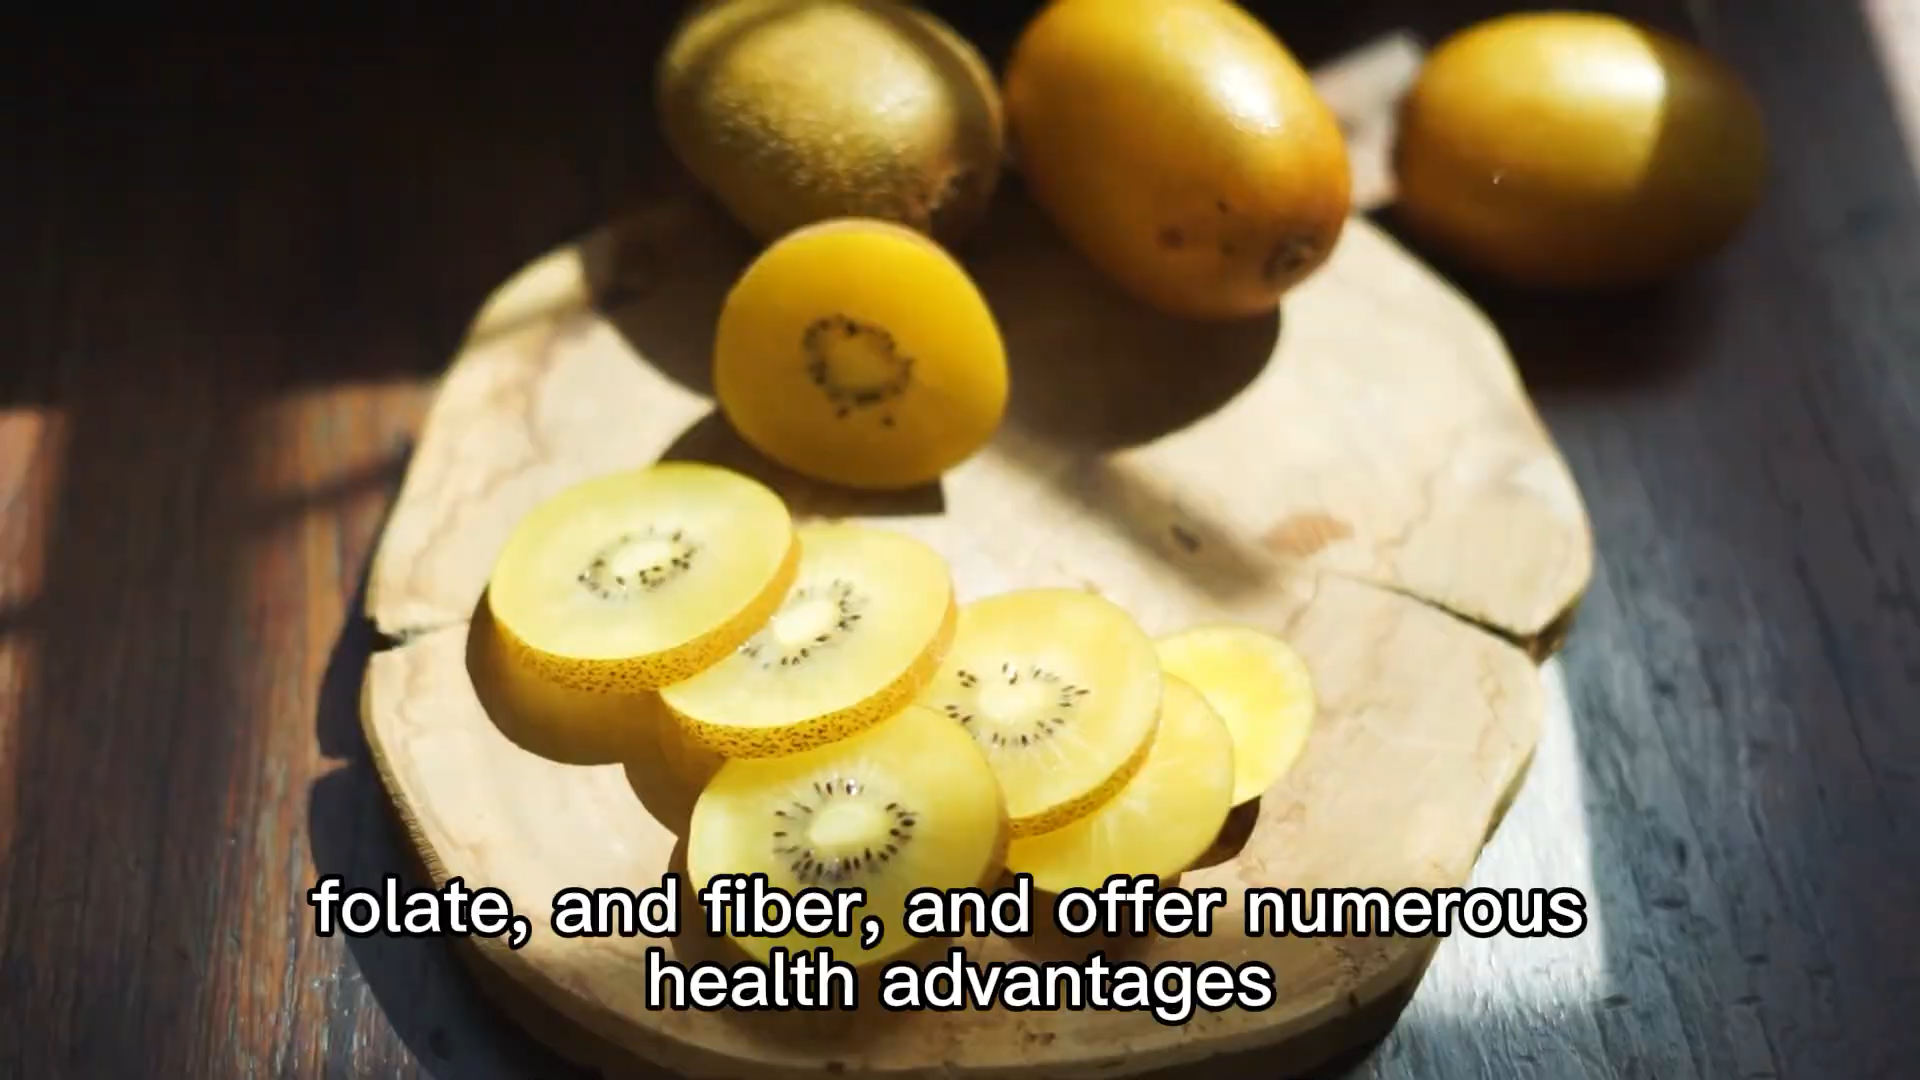 folate, and fiber, and offer numerous
health advantages